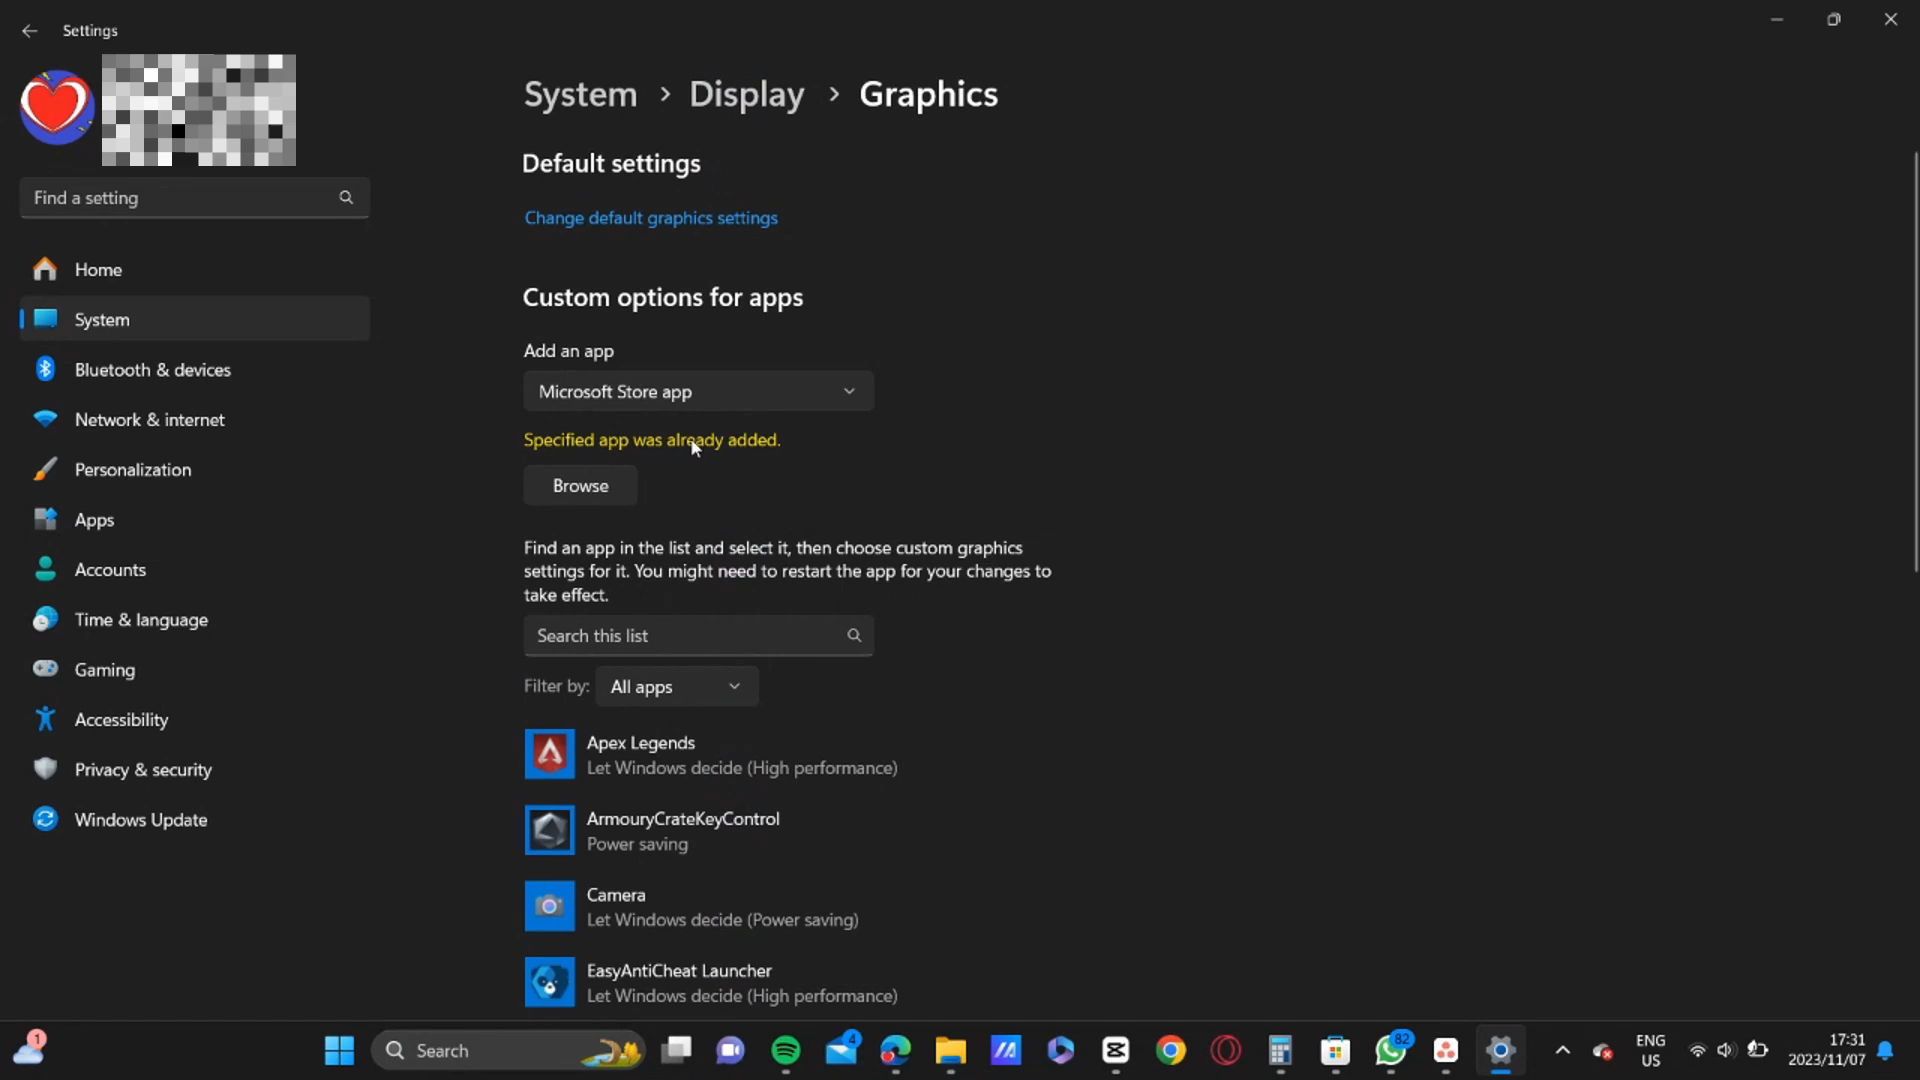 Settings
Find a setting
Home
System
Bluetooth & devices
Network & internet
Personalization
Apps
Accounts
Time & language
Gaming
Accessibility
Privacy & security
Windows Update
System > Display > Graphics
Default settings
Change default graphics settings
Custom options for apps
Add an app
Microsoft Store app
Specified app was already added.
Browse
Find an app in the list and select it, then choose custom graphics
settings for it. You might need to restart the app for your changes to
take effect.
Search this list
Filter by: All apps
Apex Legends
Let Windows decide (High performance)
ArmouryCrateKeyControl
Power saving
Camera
Let Windows decide (Power saving)
EasyAntiCheat Launcher
Let Windows decide (High performance)
1
Search
4
82
ENG
US
17:31
2023/11/07